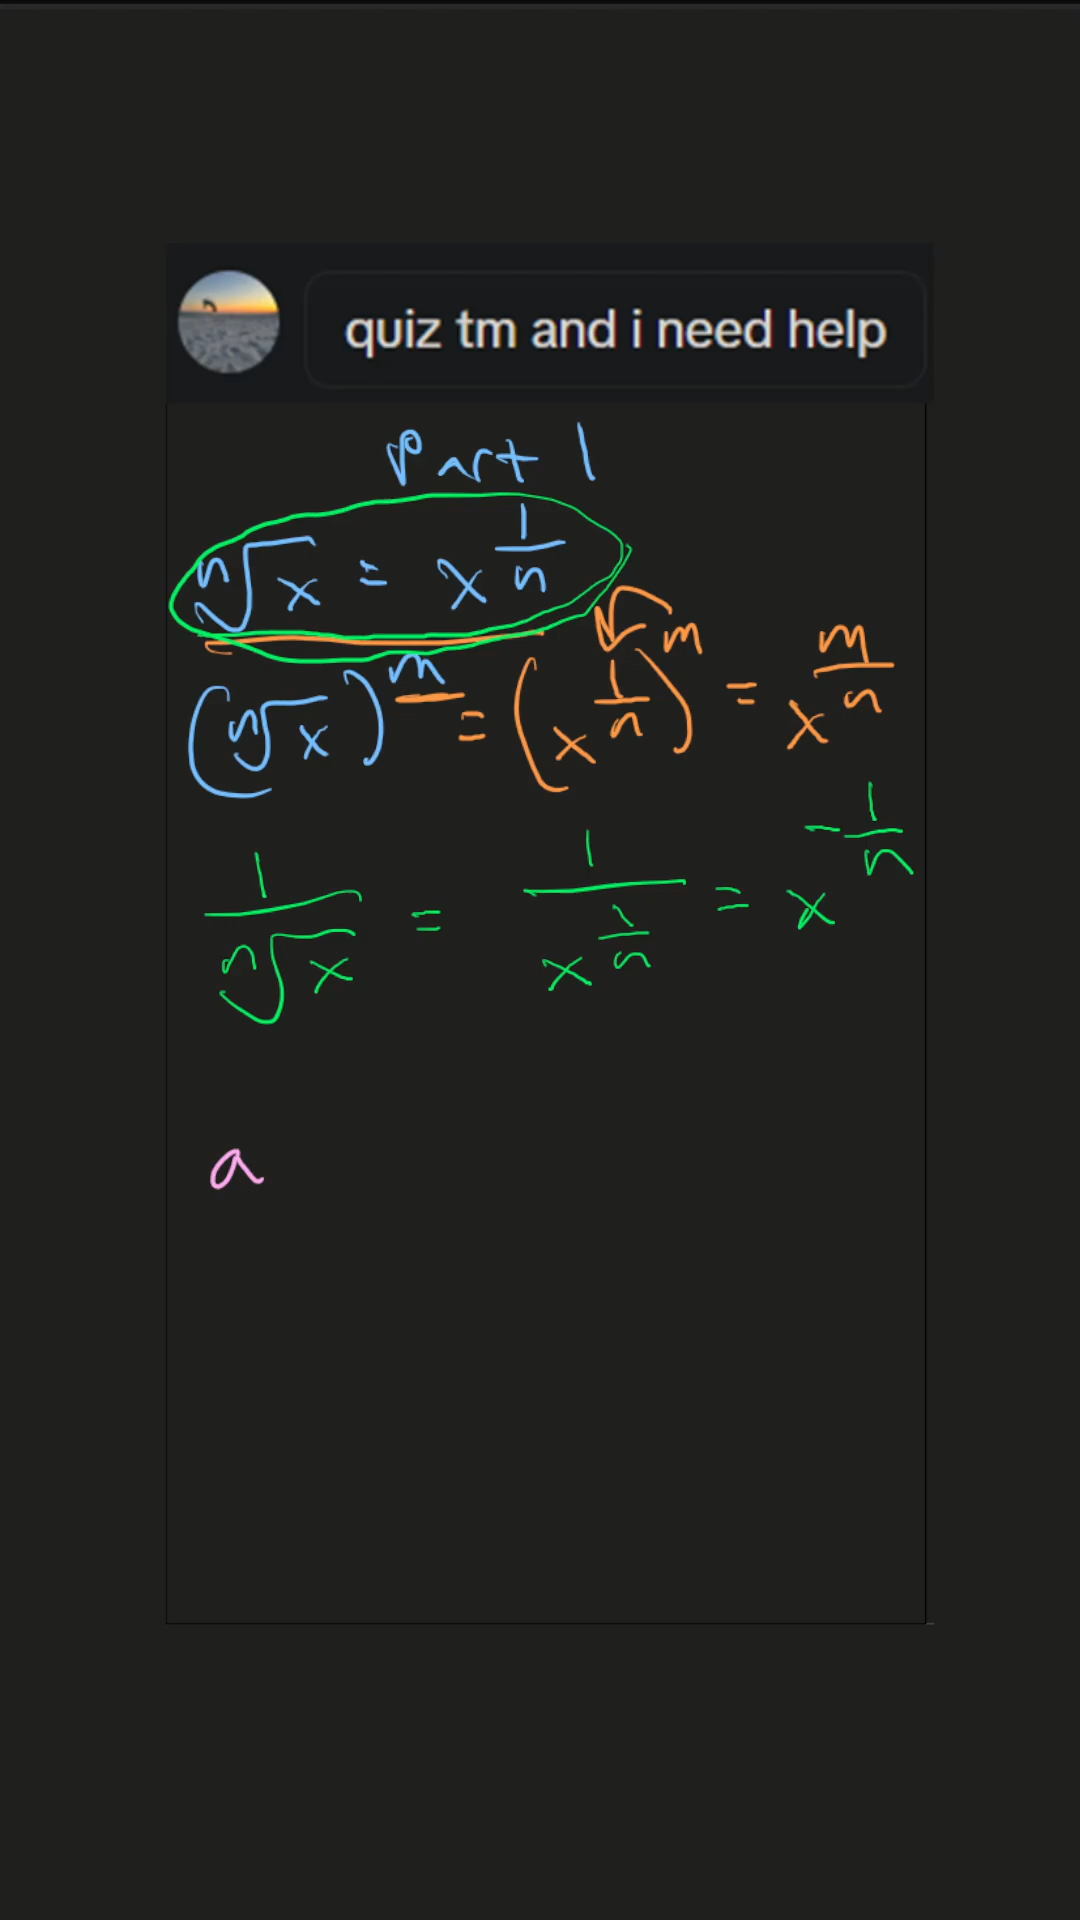 quiz tm and i need help
Part 1
ⁿ√x = x^(1/n)
(ⁿ√x)^m = (x^(1/n))^m = x^(m/n)
1/ⁿ√x = 1/x^(1/n) = x^(-1/n)
a